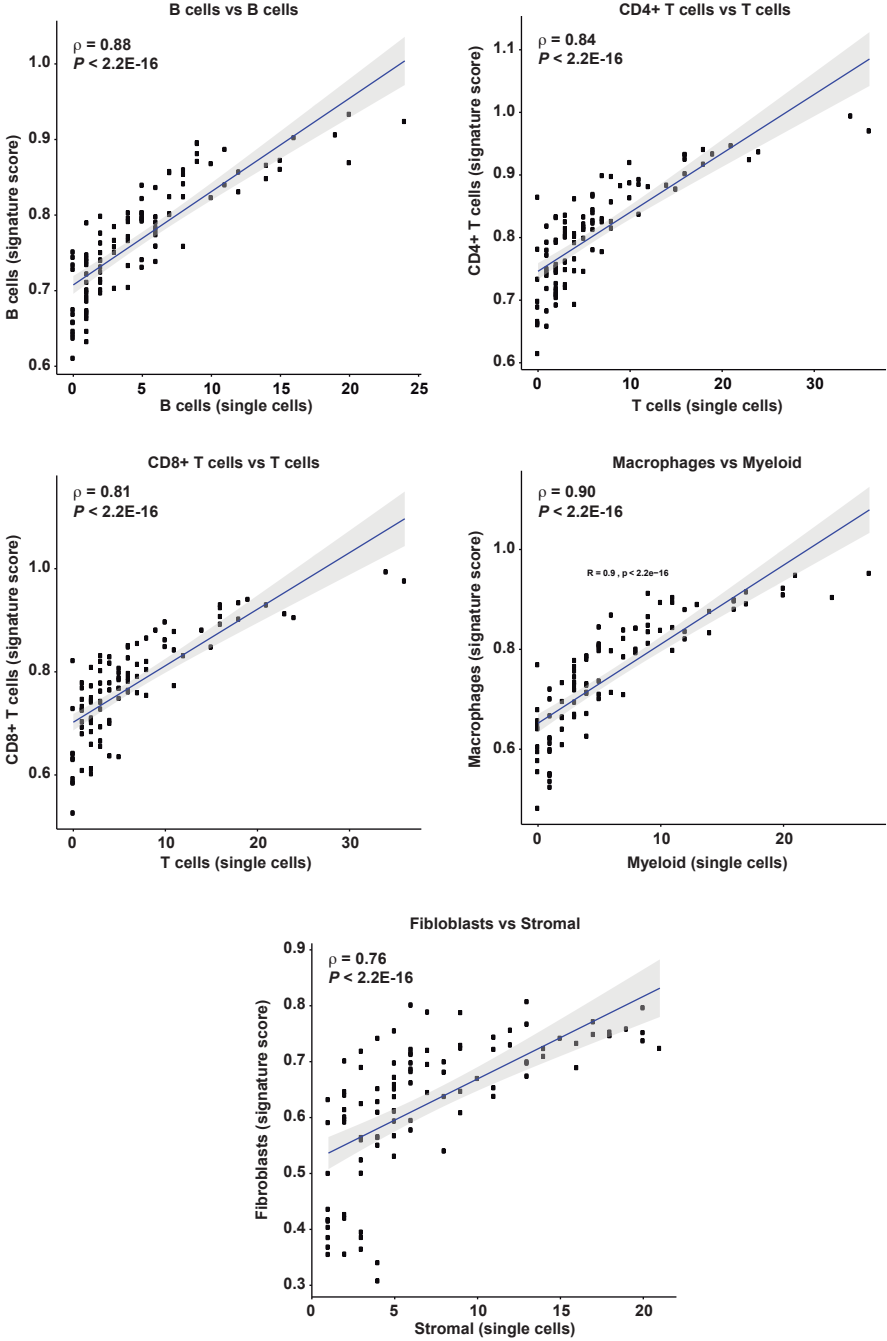 B cells vs B cells
ρ = 0.88
P < 2.2E-16
1.0
0.9
0.8
0.7
0.6
B cells (signature score)
0 5 10 15 20 25
B cells (single cells)
CD4+ T cells vs T cells
ρ = 0.84
P < 2.2E-16
1.1
1.0
0.9
0.8
0.7
0.6
CD4+ T cells (signature score)
0 10 20 30
T cells (single cells)
CD8+ T cells vs T cells
ρ = 0.81
P < 2.2E-16
1.0
0.8
0.6
CD8+ T cells (signature score)
0 10 20 30
T cells (single cells)
Macrophages vs Myeloid
ρ = 0.90
P < 2.2E-16
R = 0.9 , p < 2.2e−16
1.0
0.8
0.6
Macrophages (signature score)
0 10 20
Myeloid (single cells)
Fibloblasts vs Stromal
ρ = 0.76
P < 2.2E-16
0.9
0.8
0.7
0.6
0.5
0.4
0.3
Fibroblasts (signature score)
0 5 10 15 20
Stromal (single cells)